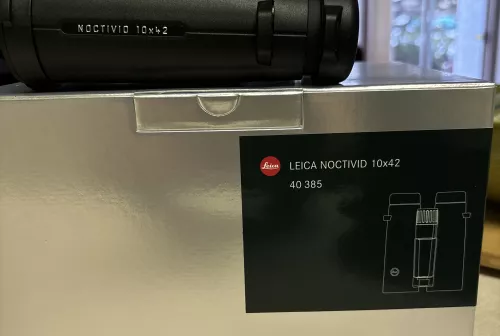 NOCTIVID 10x42
Leica
LEICA NOCTIVID 10x42
40 385